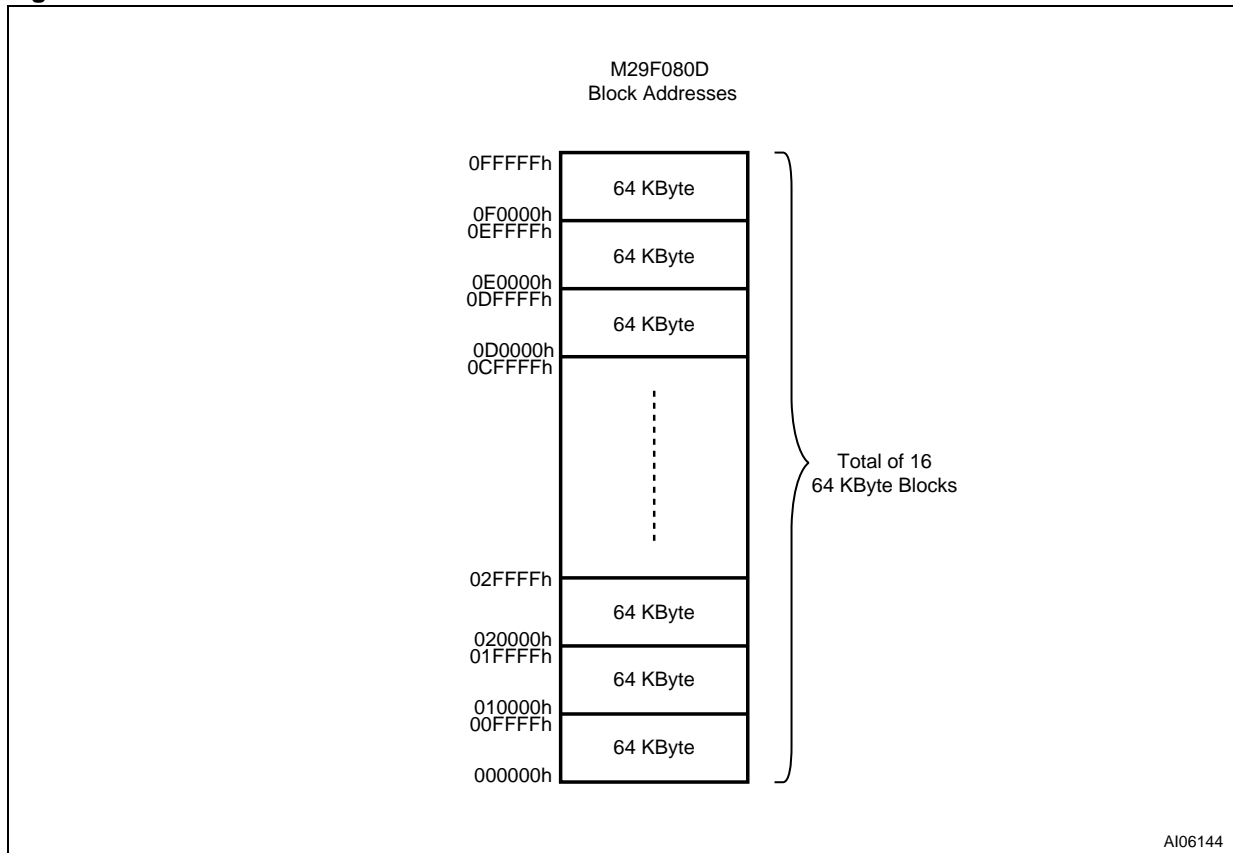 M29F080D
Block Addresses
0FFFFFh
64 KByte
0F0000h
0EFFFFh
64 KByte
0E0000h
0DFFFFh
64 KByte
0D0000h
0CFFFFh
Total of 16
64 KByte Blocks
02FFFFh
64 KByte
020000h
01FFFFh
64 KByte
010000h
00FFFFh
64 KByte
000000h
AI06144